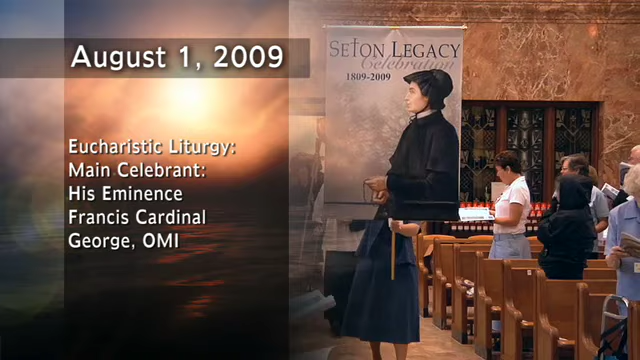 August 1, 2009
Eucharistic Liturgy:
Main Celebrant:
His Eminence
Francis Cardinal
George, OMI
SETON LEGACY
Celebration
1809-2009